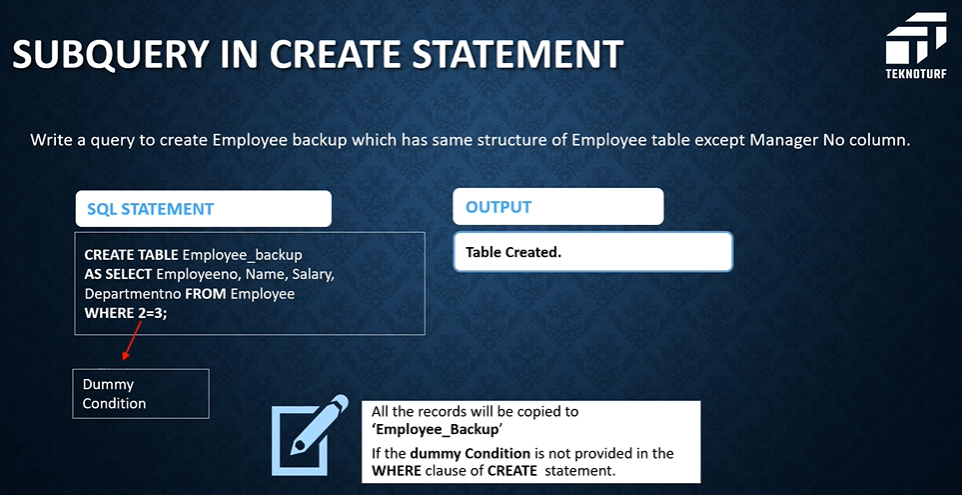 SUBQUERY IN CREATE STATEMENT
TEKNOTURF
Write a query to create Employee backup which has same structure of Employee table except Manager No column.
SQL STATEMENT
CREATE TABLE Employee_backup
AS SELECT Employeeno, Name, Salary,
Departmentno FROM Employee
WHERE 2=3;
Dummy
Condition
OUTPUT
Table Created.
All the records will be copied to
‘Employee_Backup’
If the dummy Condition is not provided in the
WHERE clause of CREATE statement.